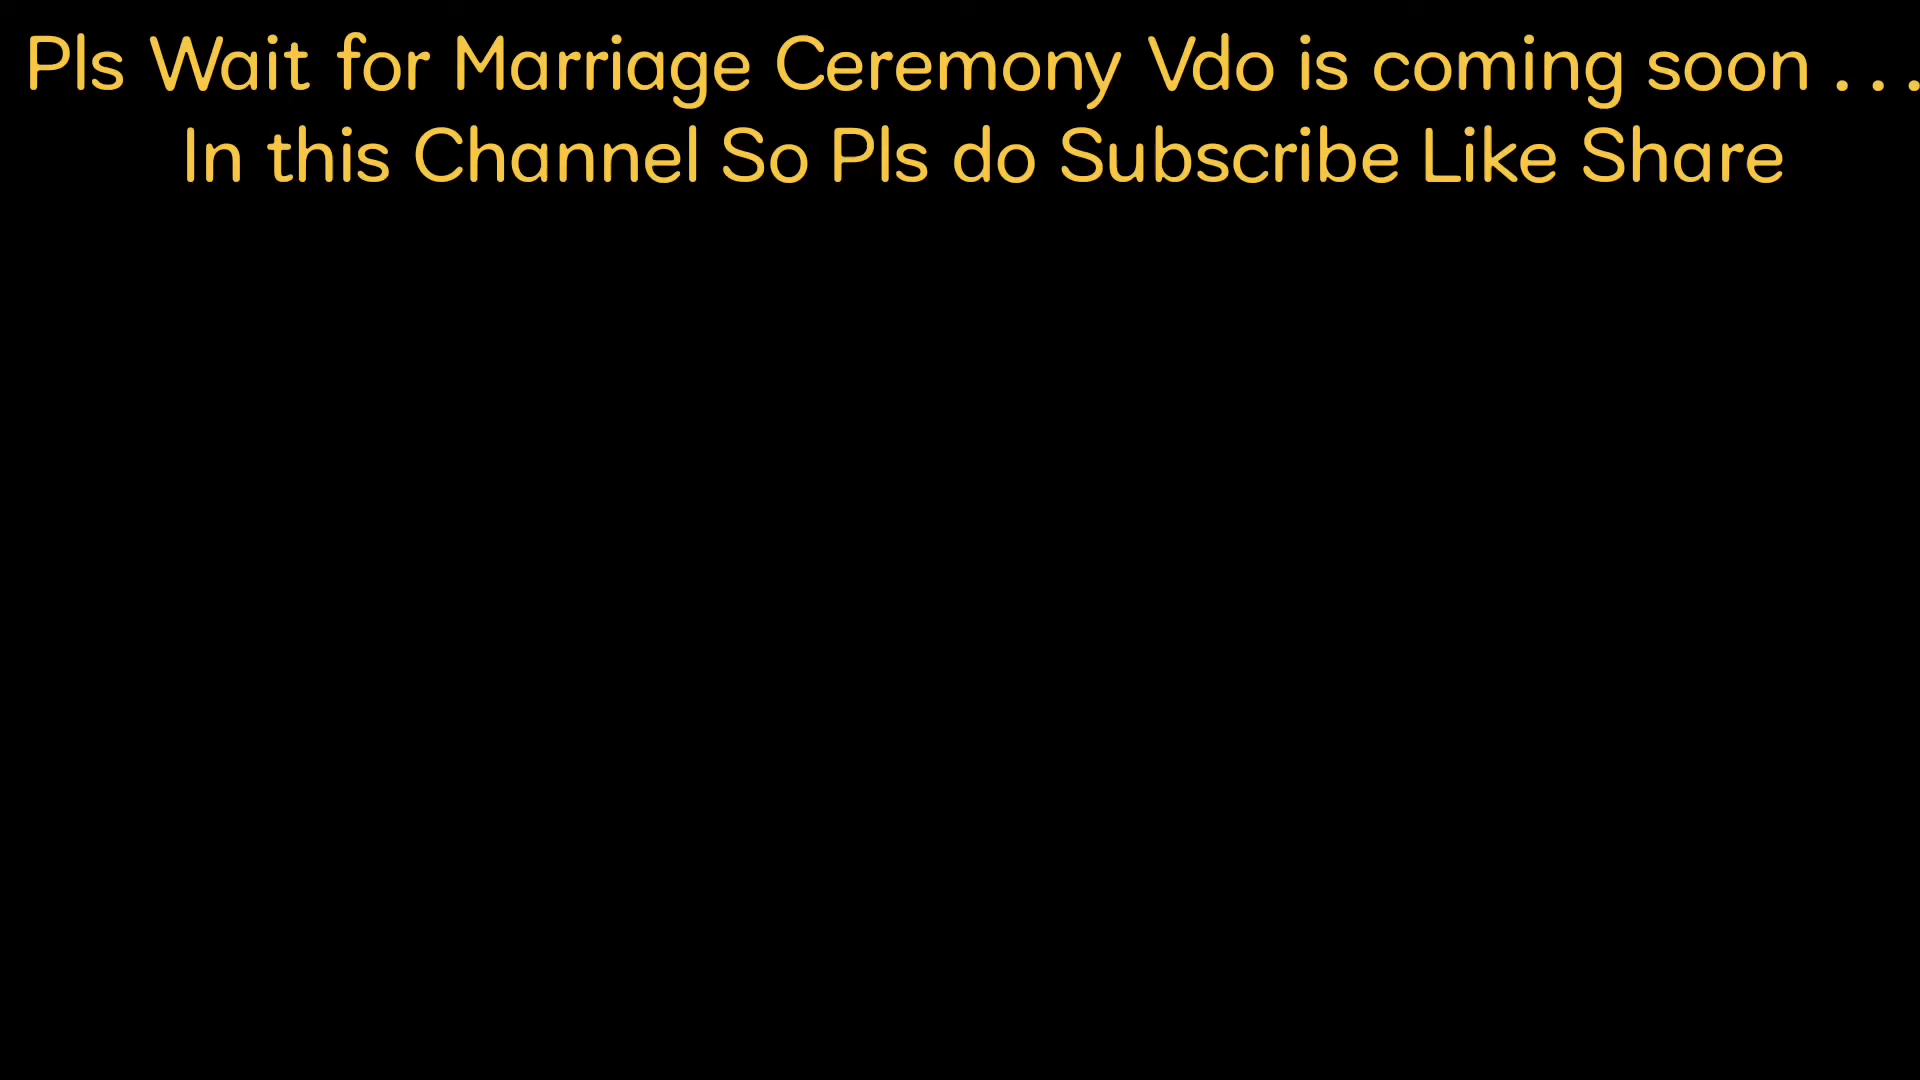 Pls Wait for Marriage Ceremony Vdo is coming soon . . .
In this Channel So Pls do Subscribe Like Share